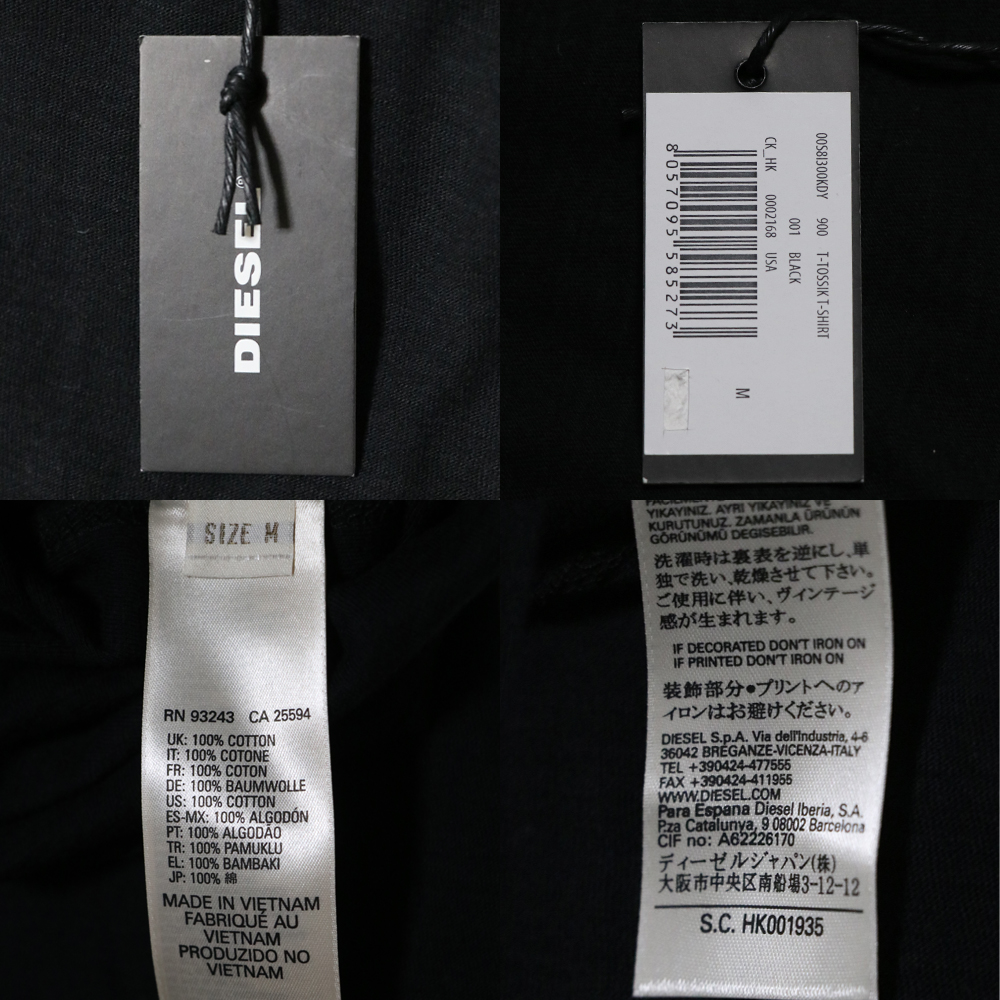 DIESEL®
00S8I300KDY 900 T-TOSSIK T-SHIRT
001 BLACK
CK_HK 0002168 USA
8 057095 585273
M
SIZE M
RN 93243 CA 25594
UK: 100% COTTON
IT: 100% COTONE
FR: 100% COTON
DE: 100% BAUMWOLLE
US: 100% COTTON
ES-MX: 100% ALGODÓN
PT: 100% ALGODÃO
TR: 100% PAMUKLU
EL: 100% BAMBAKI
JP: 100% 綿
MADE IN VIETNAM
FABRIQUÉ AU
VIETNAM
PRODUZIDO NO
VIETNAM
YIKAYINIZ. AYRI YIKAYINIZ VE
KURUTUNUZ. ZAMANLA ÜRÜNÜN
GÖRÜNÜMÜ DEGISEBILIR.
洗濯時は裏表を逆にし、単
独で洗い、乾燥させて下さい。
ご使用に伴い、ヴィンテージ
感が生まれます。
IF DECORATED DON'T IRON ON
IF PRINTED DON'T IRON ON
装飾部分●プリントへのア
イロンはお避けください。
DIESEL S.p.A. Via dell'Industria, 4-6
36042 BREGANZE-VICENZA-ITALY
TEL +390424-477555
FAX +390424-411955
WWW.DIESEL.COM
Para Espana Diesel Iberia, S.A.
P.za Catalunya, 9 08002 Barcelona
CIF no: A62226170
ディーゼルジャパン(株)
大阪市中央区南船場3-12-12
S.C. HK001935